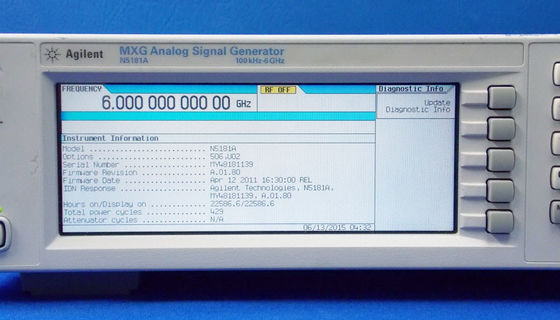 Agilent MXG Analog Signal Generator
N5181A 100 kHz-6 GHz
FREQUENCY RF OFF Diagnostic Info
6.000 000 000 00 GHz
Update
Diagnostic Info
Instrument Information
Model ........................ N5181A
Options ...................... 506,U02
Serial Number ................ MY48181139
Firmware Revision ............ A.01.80
Firmware Date ................ Apr 12 2011 16:30:00 REL
IDN Response ................. Agilent Technologies, N5181A,
MY48181139, A.01.80
Hours on/Display on .......... 22586.6/22586.6
Total power cycles ........... 429
Attenuator cycles ............ N/A
06/13/2015 04:32